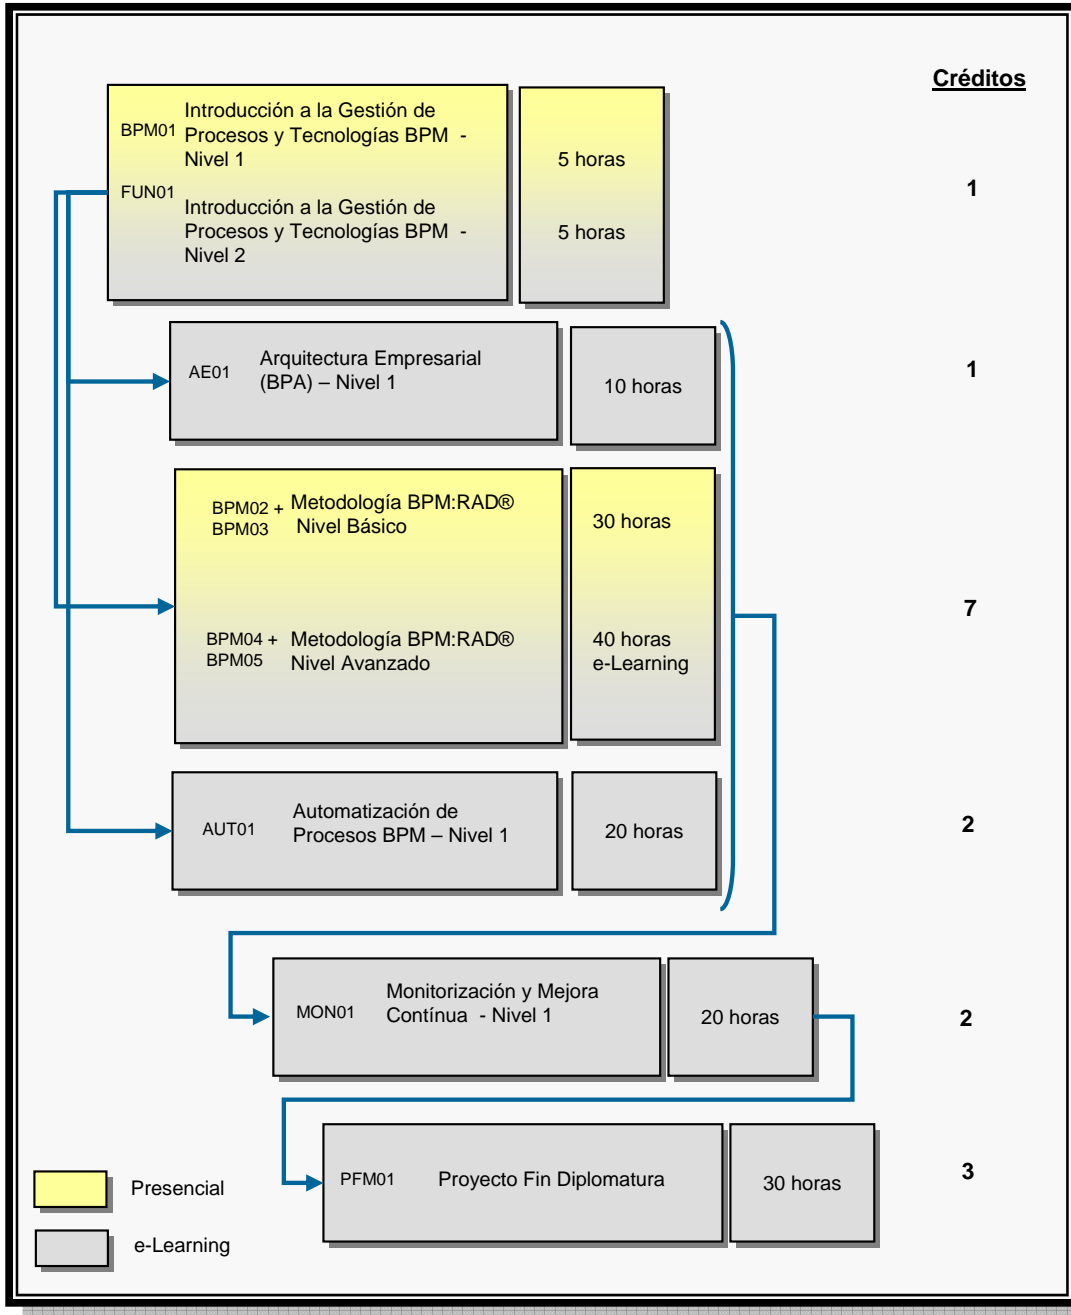 Créditos
BPM01
Introducción a la Gestión de
Procesos y Tecnologías BPM -
Nivel 1
5 horas
1
FUN01
Introducción a la Gestión de
Procesos y Tecnologías BPM -
Nivel 2
5 horas
AE01
Arquitectura Empresarial
(BPA) – Nivel 1
10 horas
1
BPM02 +
BPM03
Metodología BPM:RAD®
Nivel Básico
30 horas
7
BPM04 +
BPM05
Metodología BPM:RAD®
Nivel Avanzado
40 horas
e-Learning
AUT01
Automatización de
Procesos BPM – Nivel 1
20 horas
2
MON01
Monitorización y Mejora
Contínua - Nivel 1
20 horas
2
PFM01
Proyecto Fin Diplomatura
30 horas
3
Presencial
e-Learning